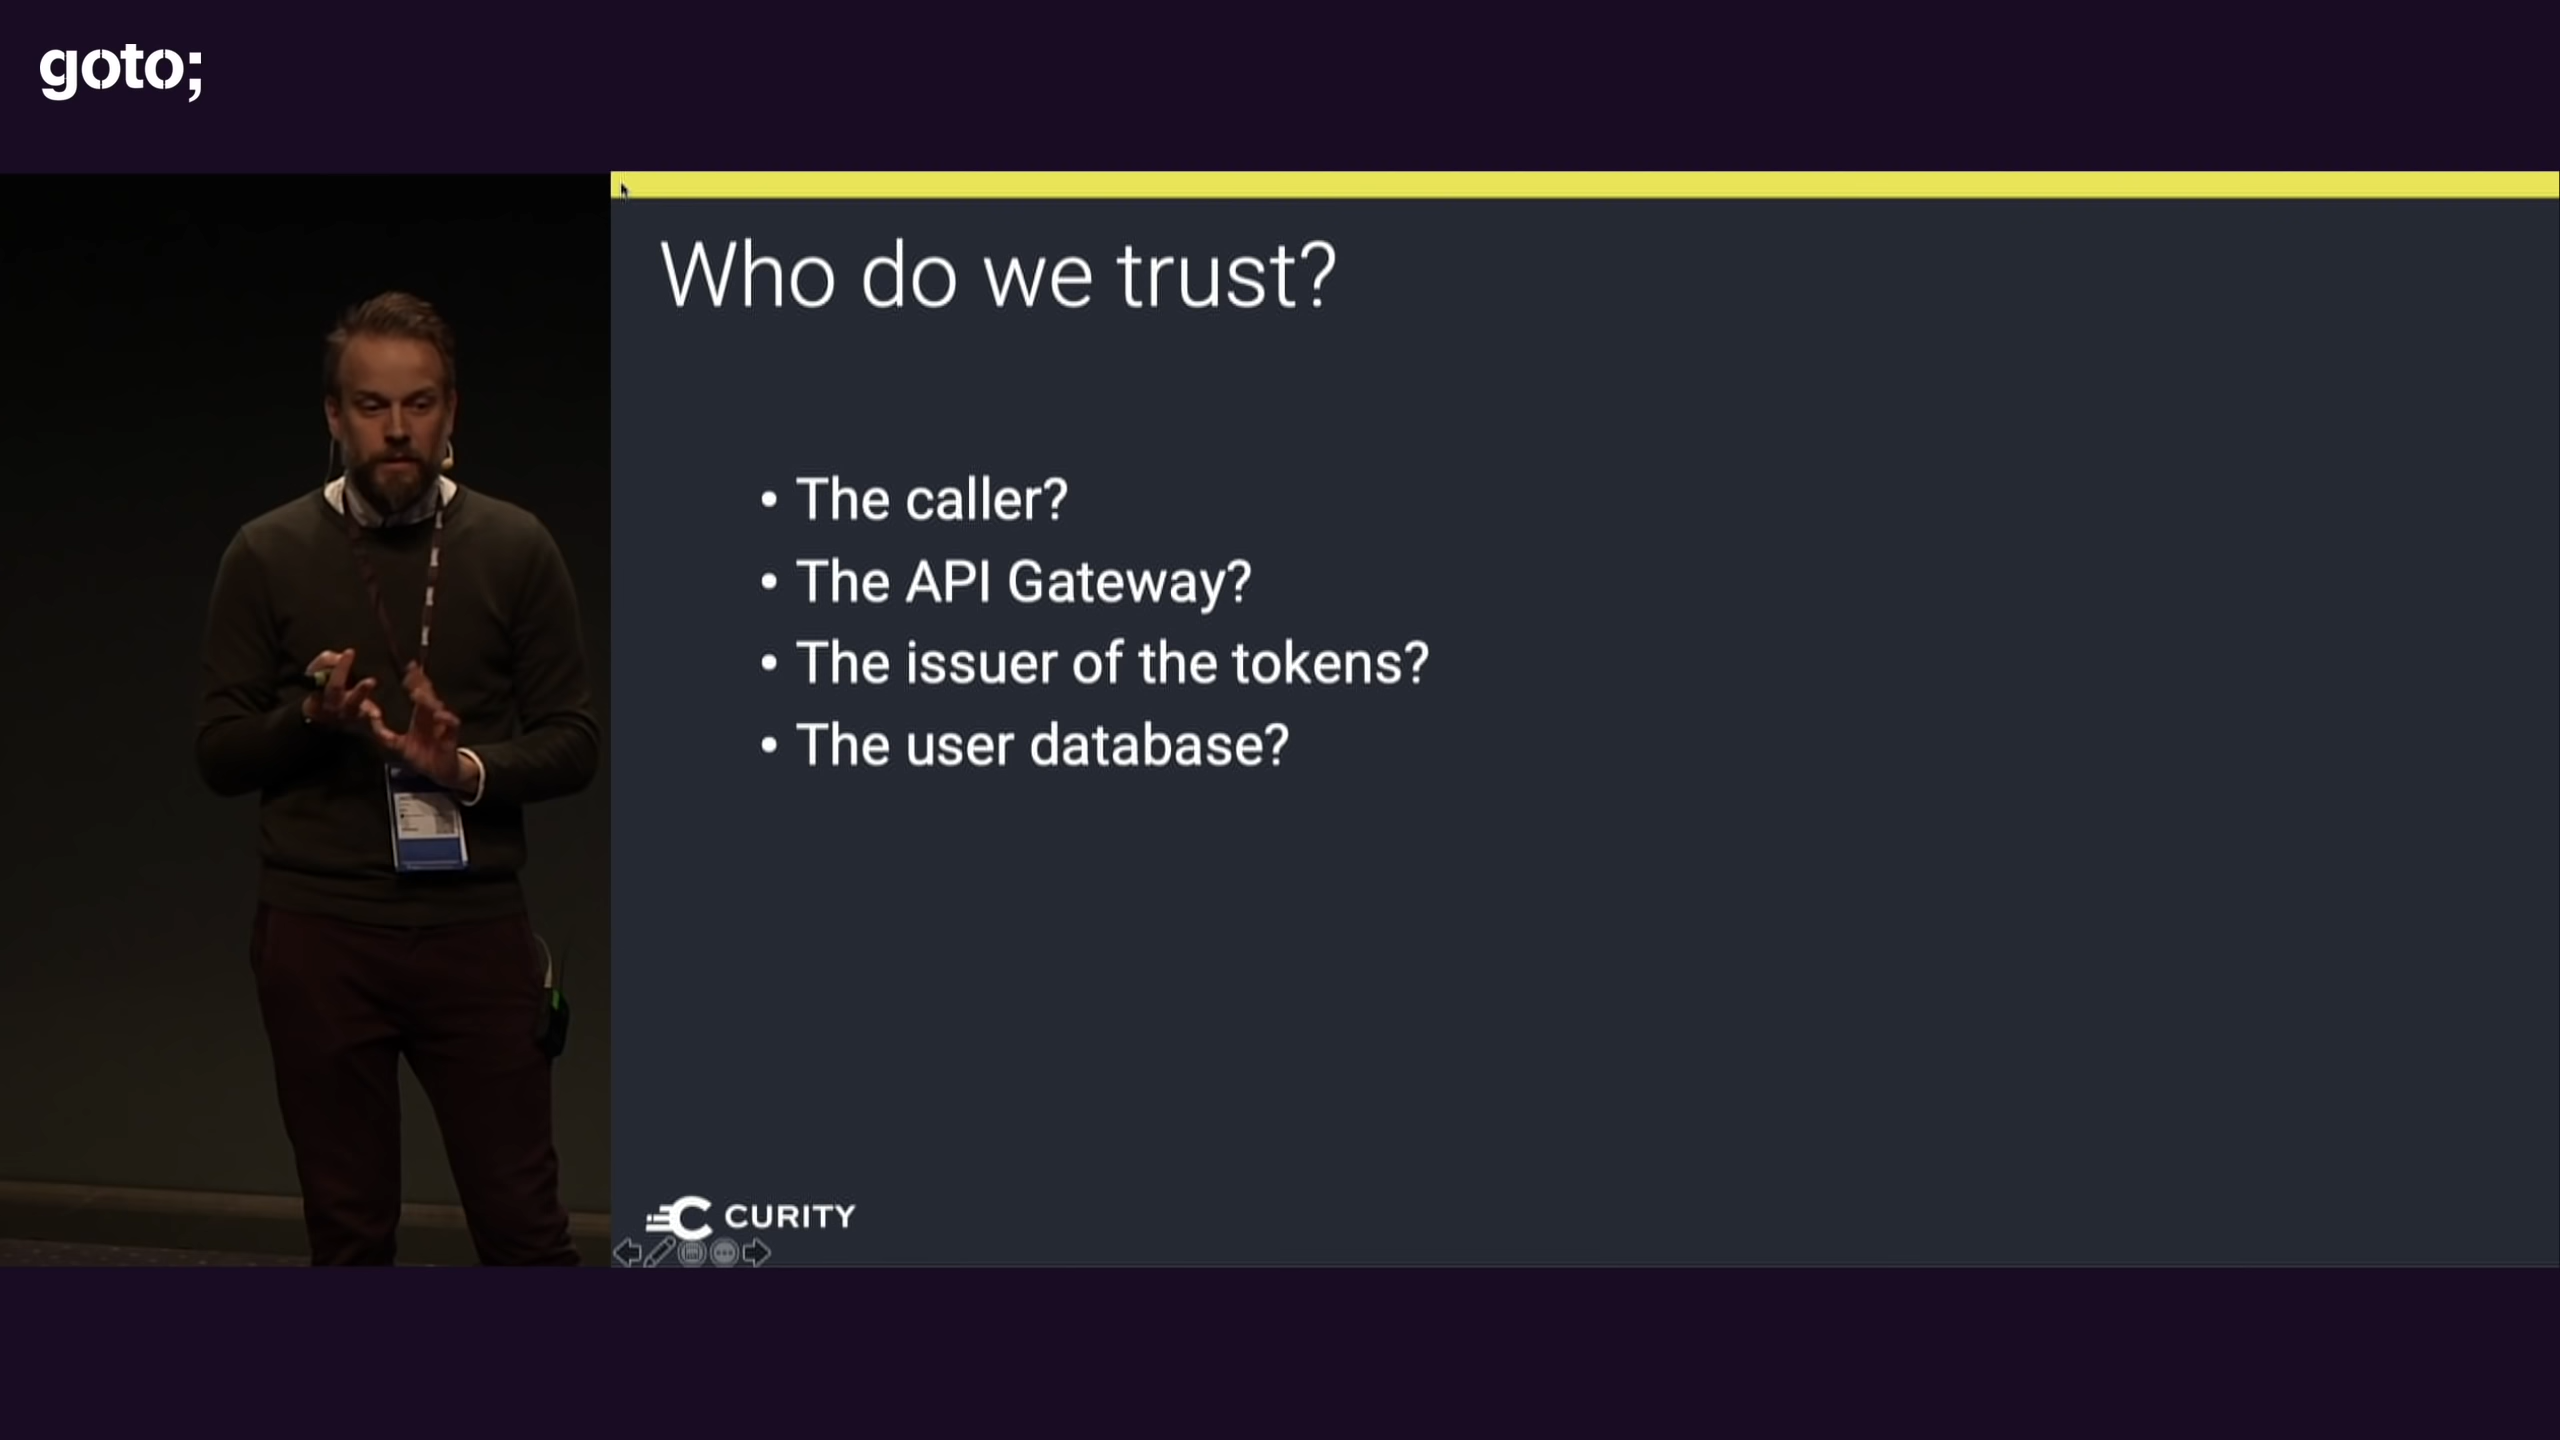 goto;
Who do we trust?
• The caller?
• The API Gateway?
• The issuer of the tokens?
• The user database?
CURITY